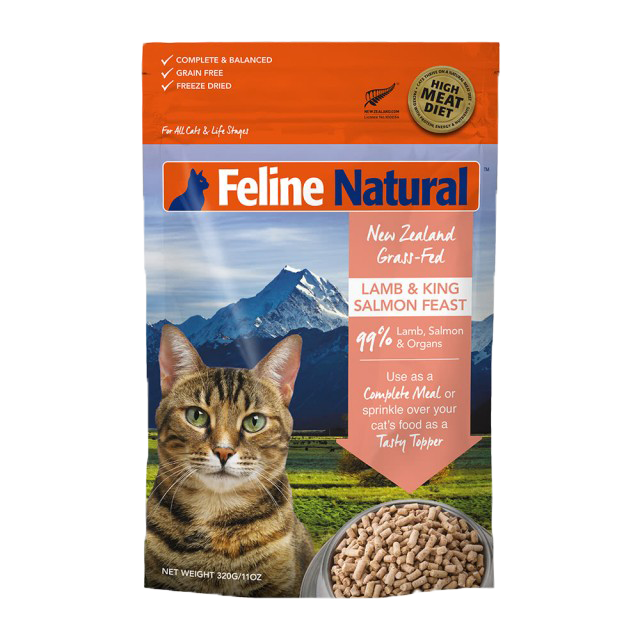 COMPLETE & BALANCED
GRAIN FREE
FREEZE DRIED
HIGH
MEAT
DIET
For All Cats & Life Stages
Feline Natural
TM
New Zealand
Grass-Fed
LAMB & KING
SALMON FEAST
99% Lamb, Salmon
& Organs
Use as a
Complete Meal or
sprinkle over your
cat's food as a
Tasty Topper
NET WEIGHT 320G/11OZ